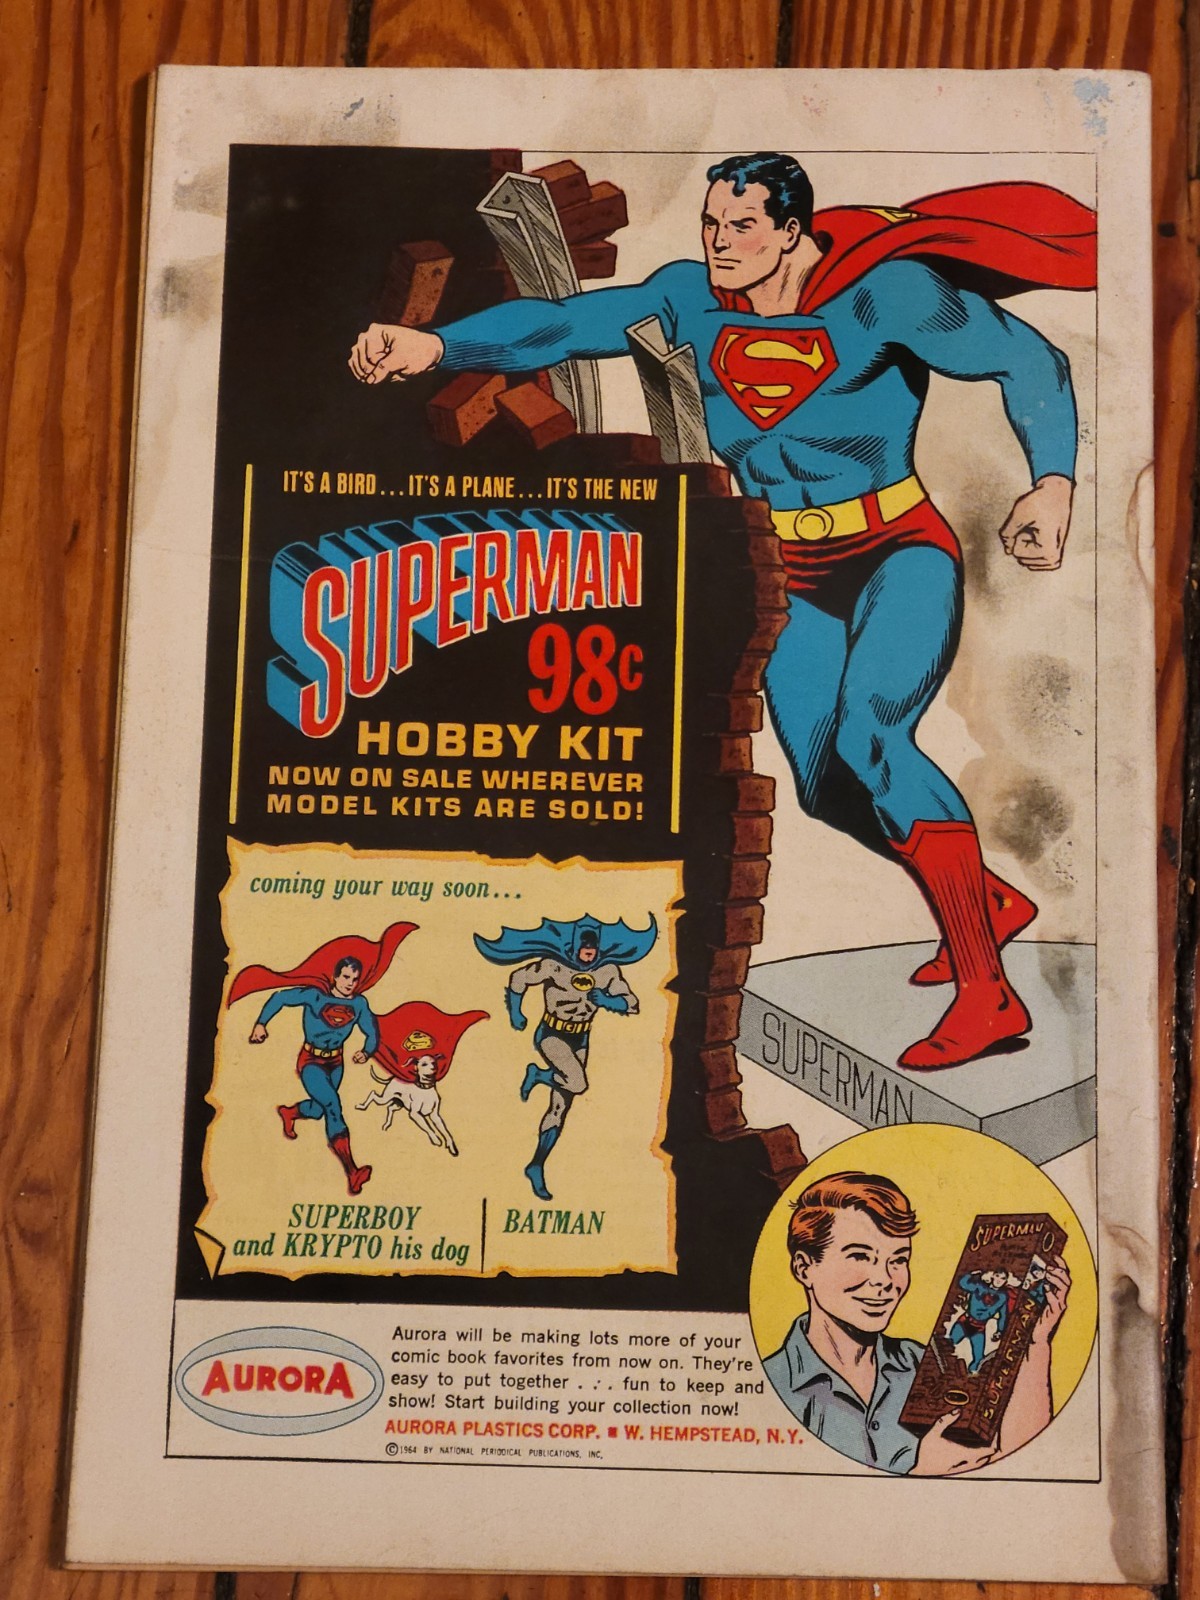 IT'S A BIRD...IT'S A PLANE...IT'S THE NEW
SUPERMAN
98c
HOBBY KIT
NOW ON SALE WHEREVER
MODEL KITS ARE SOLD!
coming your way soon...
SUPERBOY
and KRYPTO his dog
BATMAN
SUPERMAN
SUPERMAN
SUPERMAN
AURORA
Aurora will be making lots more of your
comic book favorites from now on. They're
easy to put together . . . fun to keep and
show! Start building your collection now!
AURORA PLASTICS CORP. ■ W. HEMPSTEAD, N.Y.
©1964 BY NATIONAL PERIODICAL PUBLICATIONS, INC.